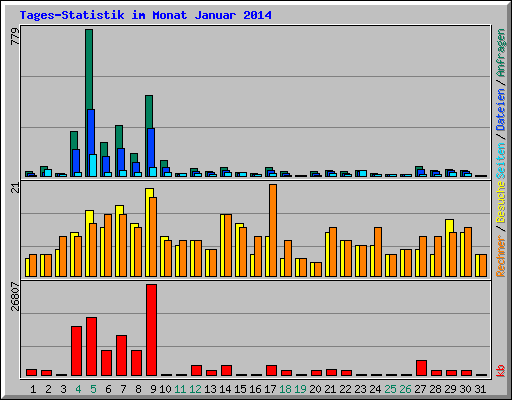 Tages-Statistik im Monat Januar 2014
779
21
26807
Rechner / Besuche Seiten / Dateien / Anfragen
kb
1 2 3 4 5 6 7 8 9 10 11 12 13 14 15 16 17 18 19 20 21 22 23 24 25 26 27 28 29 30 31